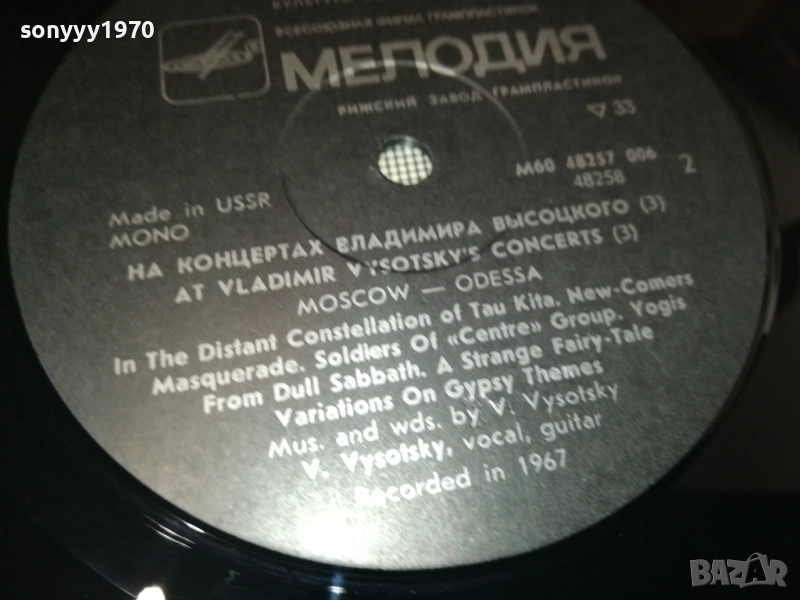 sonyyy1970
ВСЕСОЮЗНАЯ ФИРМА ГРАМПЛАСТИНОК
МЕЛОДИЯ
РИЖСКИЙ ЗАВОД ГРАМПЛАСТИНОК
▽ 33
M60 48257 006
48258
2
Made in USSR
MONO
НА КОНЦЕРТАХ ВЛАДИМИРА ВЫСОЦКОГО (3)
AT VLADIMIR VYSOTSKY'S CONCERTS (3)
MOSCOW — ODESSA
In The Distant Constellation of Tau Kita. New-Comers
Masquerade. Soldiers Of «Centre» Group. Yogis
From Dull Sabbath. A Strange Fairy-Tale
Variations On Gypsy Themes
Mus. and wds. by V. Vysotsky
V. Vysotsky, vocal, guitar
Recorded in 1967
BAZAR